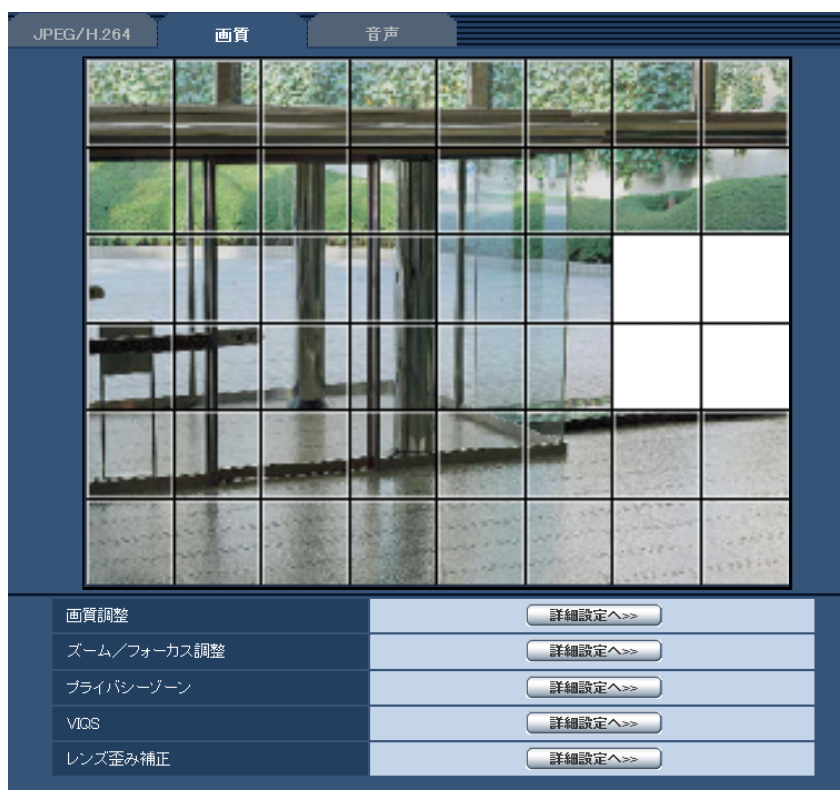 JPEG/H.264 画質 音声
画質調整 詳細設定へ>>
ズーム/フォーカス調整 詳細設定へ>>
プライバシーゾーン 詳細設定へ>>
VIQS 詳細設定へ>>
レンズ歪み補正 詳細設定へ>>